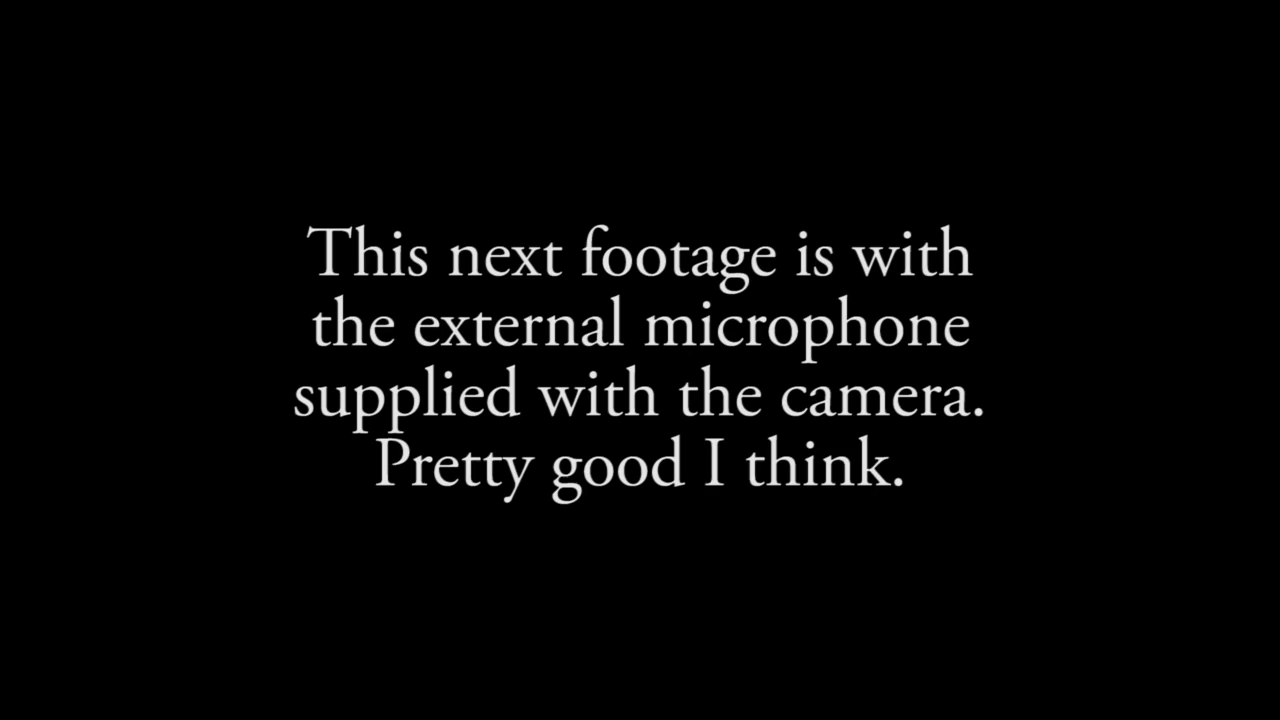 This next footage is with
the external microphone
supplied with the camera.
Pretty good I think.